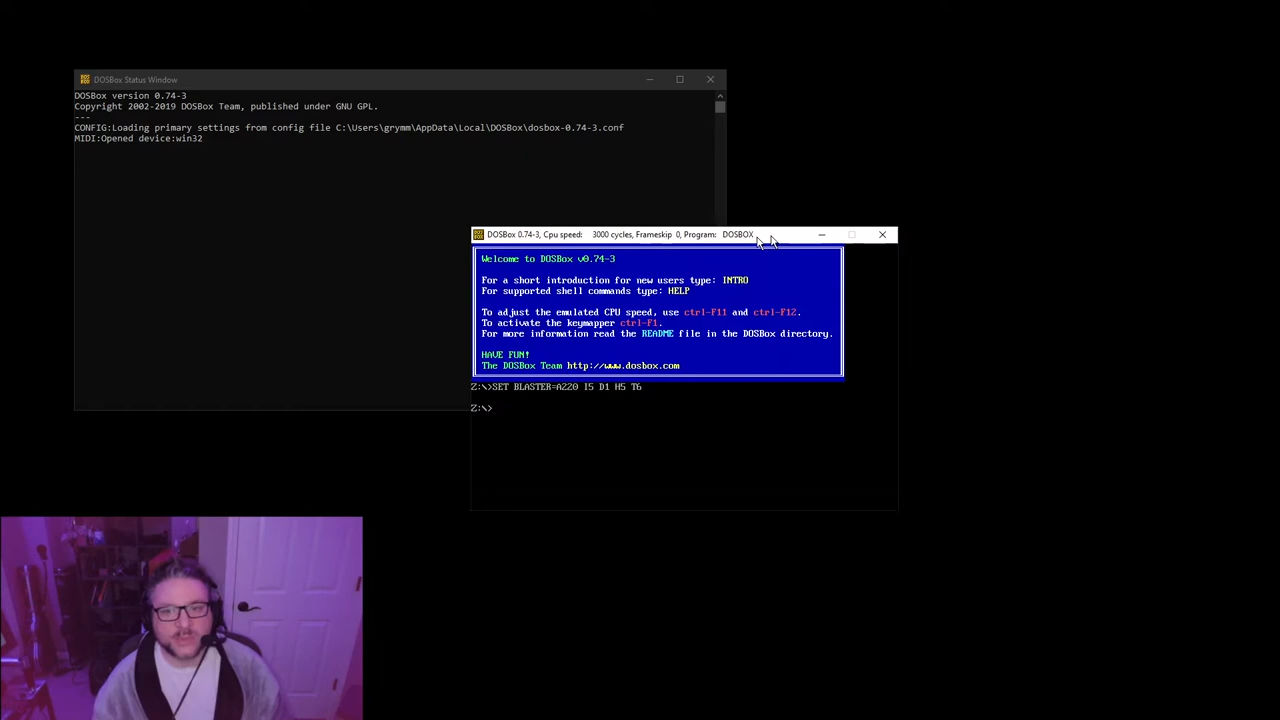 DOSBox Status Window
DOSBox version 0.74-3
Copyright 2002-2019 DOSBox Team, published under GNU GPL.
---
CONFIG:Loading primary settings from config file C:\Users\grymm\AppData\Local\DOSBox\dosbox-0.74-3.conf
MIDI:Opened device:win32
DOSBox 0.74-3, Cpu speed: 3000 cycles, Frameskip 0, Program: DOSBOX
Welcome to DOSBox v0.74-3
For a short introduction for new users type: INTRO
For supported shell commands type: HELP
To adjust the emulated CPU speed, use ctrl-F11 and ctrl-F12.
To activate the keymapper ctrl-F1.
For more information read the README file in the DOSBox directory.
HAVE FUN!
The DOSBox Team http://www.dosbox.com
Z:\>SET BLASTER=A220 I5 D1 H5 T6
Z:\>